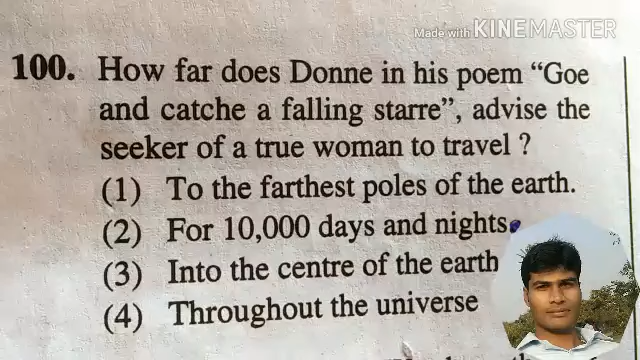 Made with KINEMASTER
100. How far does Donne in his poem “Goe
and catche a falling starre”, advise the
seeker of a true woman to travel ?
(1) To the farthest poles of the earth.
(2) For 10,000 days and nights
(3) Into the centre of the earth
(4) Throughout the universe